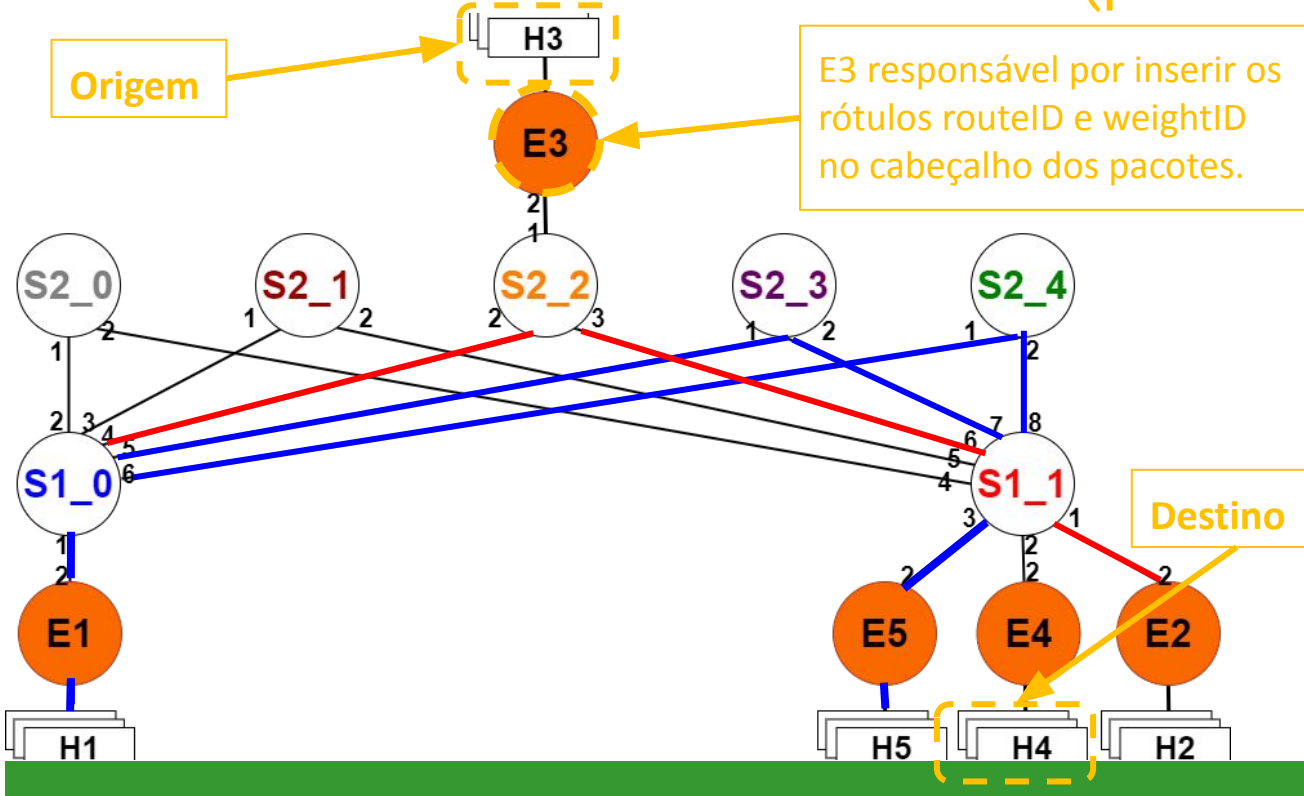 (p
H3
Origem
E3 responsável por inserir os
rótulos routeID e weightID
no cabeçalho dos pacotes.
E3
2
1
S2_0
S2_1
S2_2
S2_3
S2_4
1 2
1 2
2 3
1 2
1 2
2 3 4 5 6
4 5 6 7 8
S1_0
S1_1
1
3 2 1
Destino
2
2 2 2
E1
E5
E4
E2
H1
H5
H4
H2